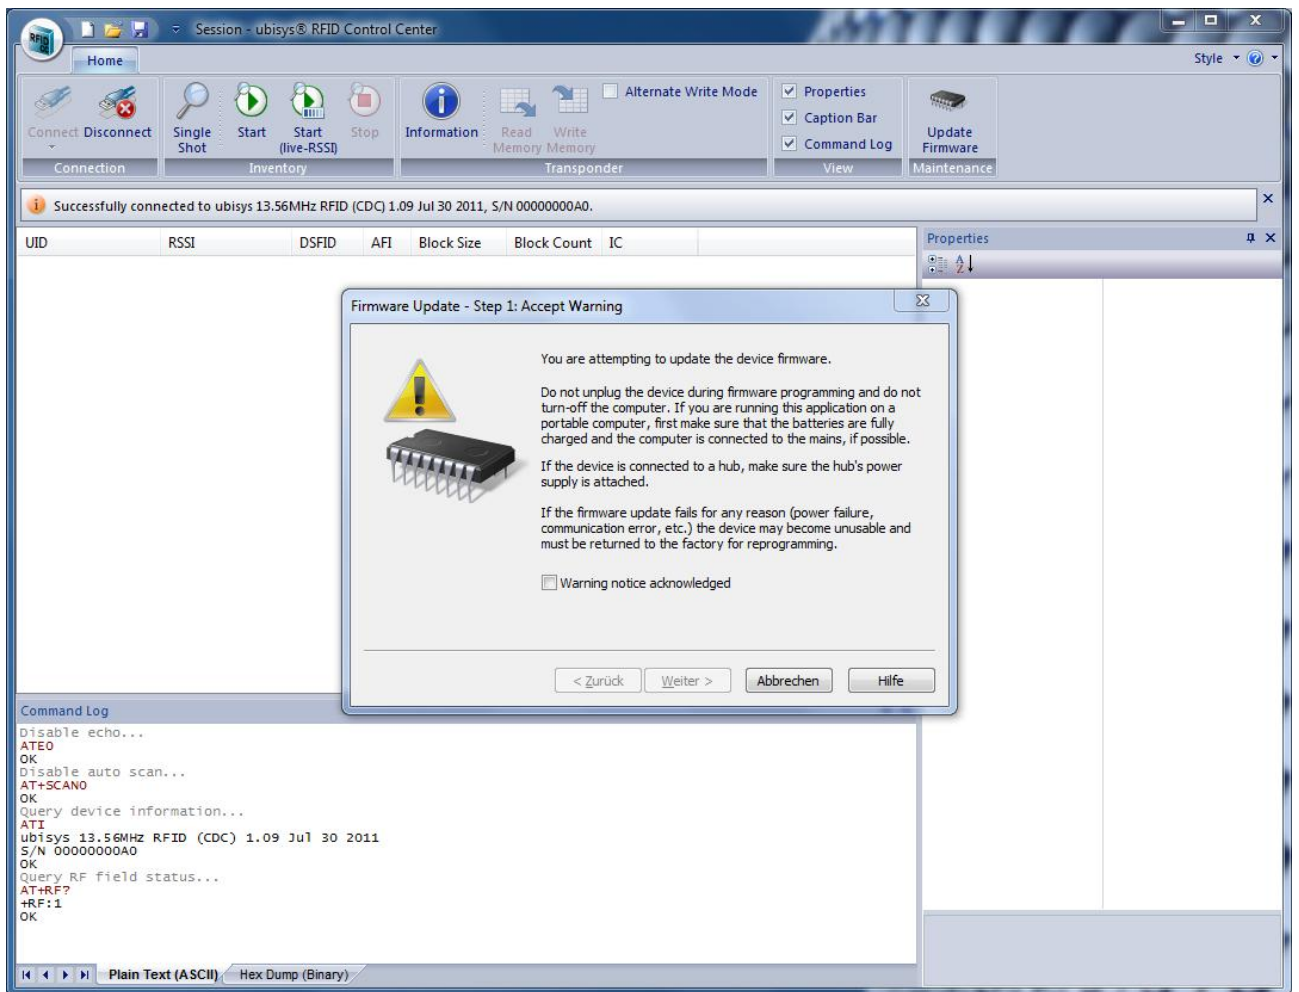 RFID
DE
Session - ubisys® RFID Control Center
Home
Style
Connect
Disconnect
Single
Shot
Start
Start
(live-RSSI)
Stop
Information
Read
Memory
Write
Memory
Alternate Write Mode
Properties
Caption Bar
Command Log
Update
Firmware
Connection
Inventory
Transponder
View
Maintenance
Successfully connected to ubisys 13.56MHz RFID (CDC) 1.09 Jul 30 2011, S/N 00000000A0.
UID RSSI DSFID AFI Block Size Block Count IC
Properties
Firmware Update - Step 1: Accept Warning
You are attempting to update the device firmware.
Do not unplug the device during firmware programming and do not
turn-off the computer. If you are running this application on a
portable computer, first make sure that the batteries are fully
charged and the computer is connected to the mains, if possible.
If the device is connected to a hub, make sure the hub's power
supply is attached.
If the firmware update fails for any reason (power failure,
communication error, etc.) the device may become unusable and
must be returned to the factory for reprogramming.
Warning notice acknowledged
< Zurück
Weiter >
Abbrechen
Hilfe
Command Log
Disable echo...
ATE0
OK
Disable auto scan...
AT+SCAN0
OK
Query device information...
ATI
ubisys 13.56MHz RFID (CDC) 1.09 Jul 30 2011
S/N 00000000A0
OK
Query RF field status...
AT+RF?
+RF:1
OK
Plain Text (ASCII)
Hex Dump (Binary)